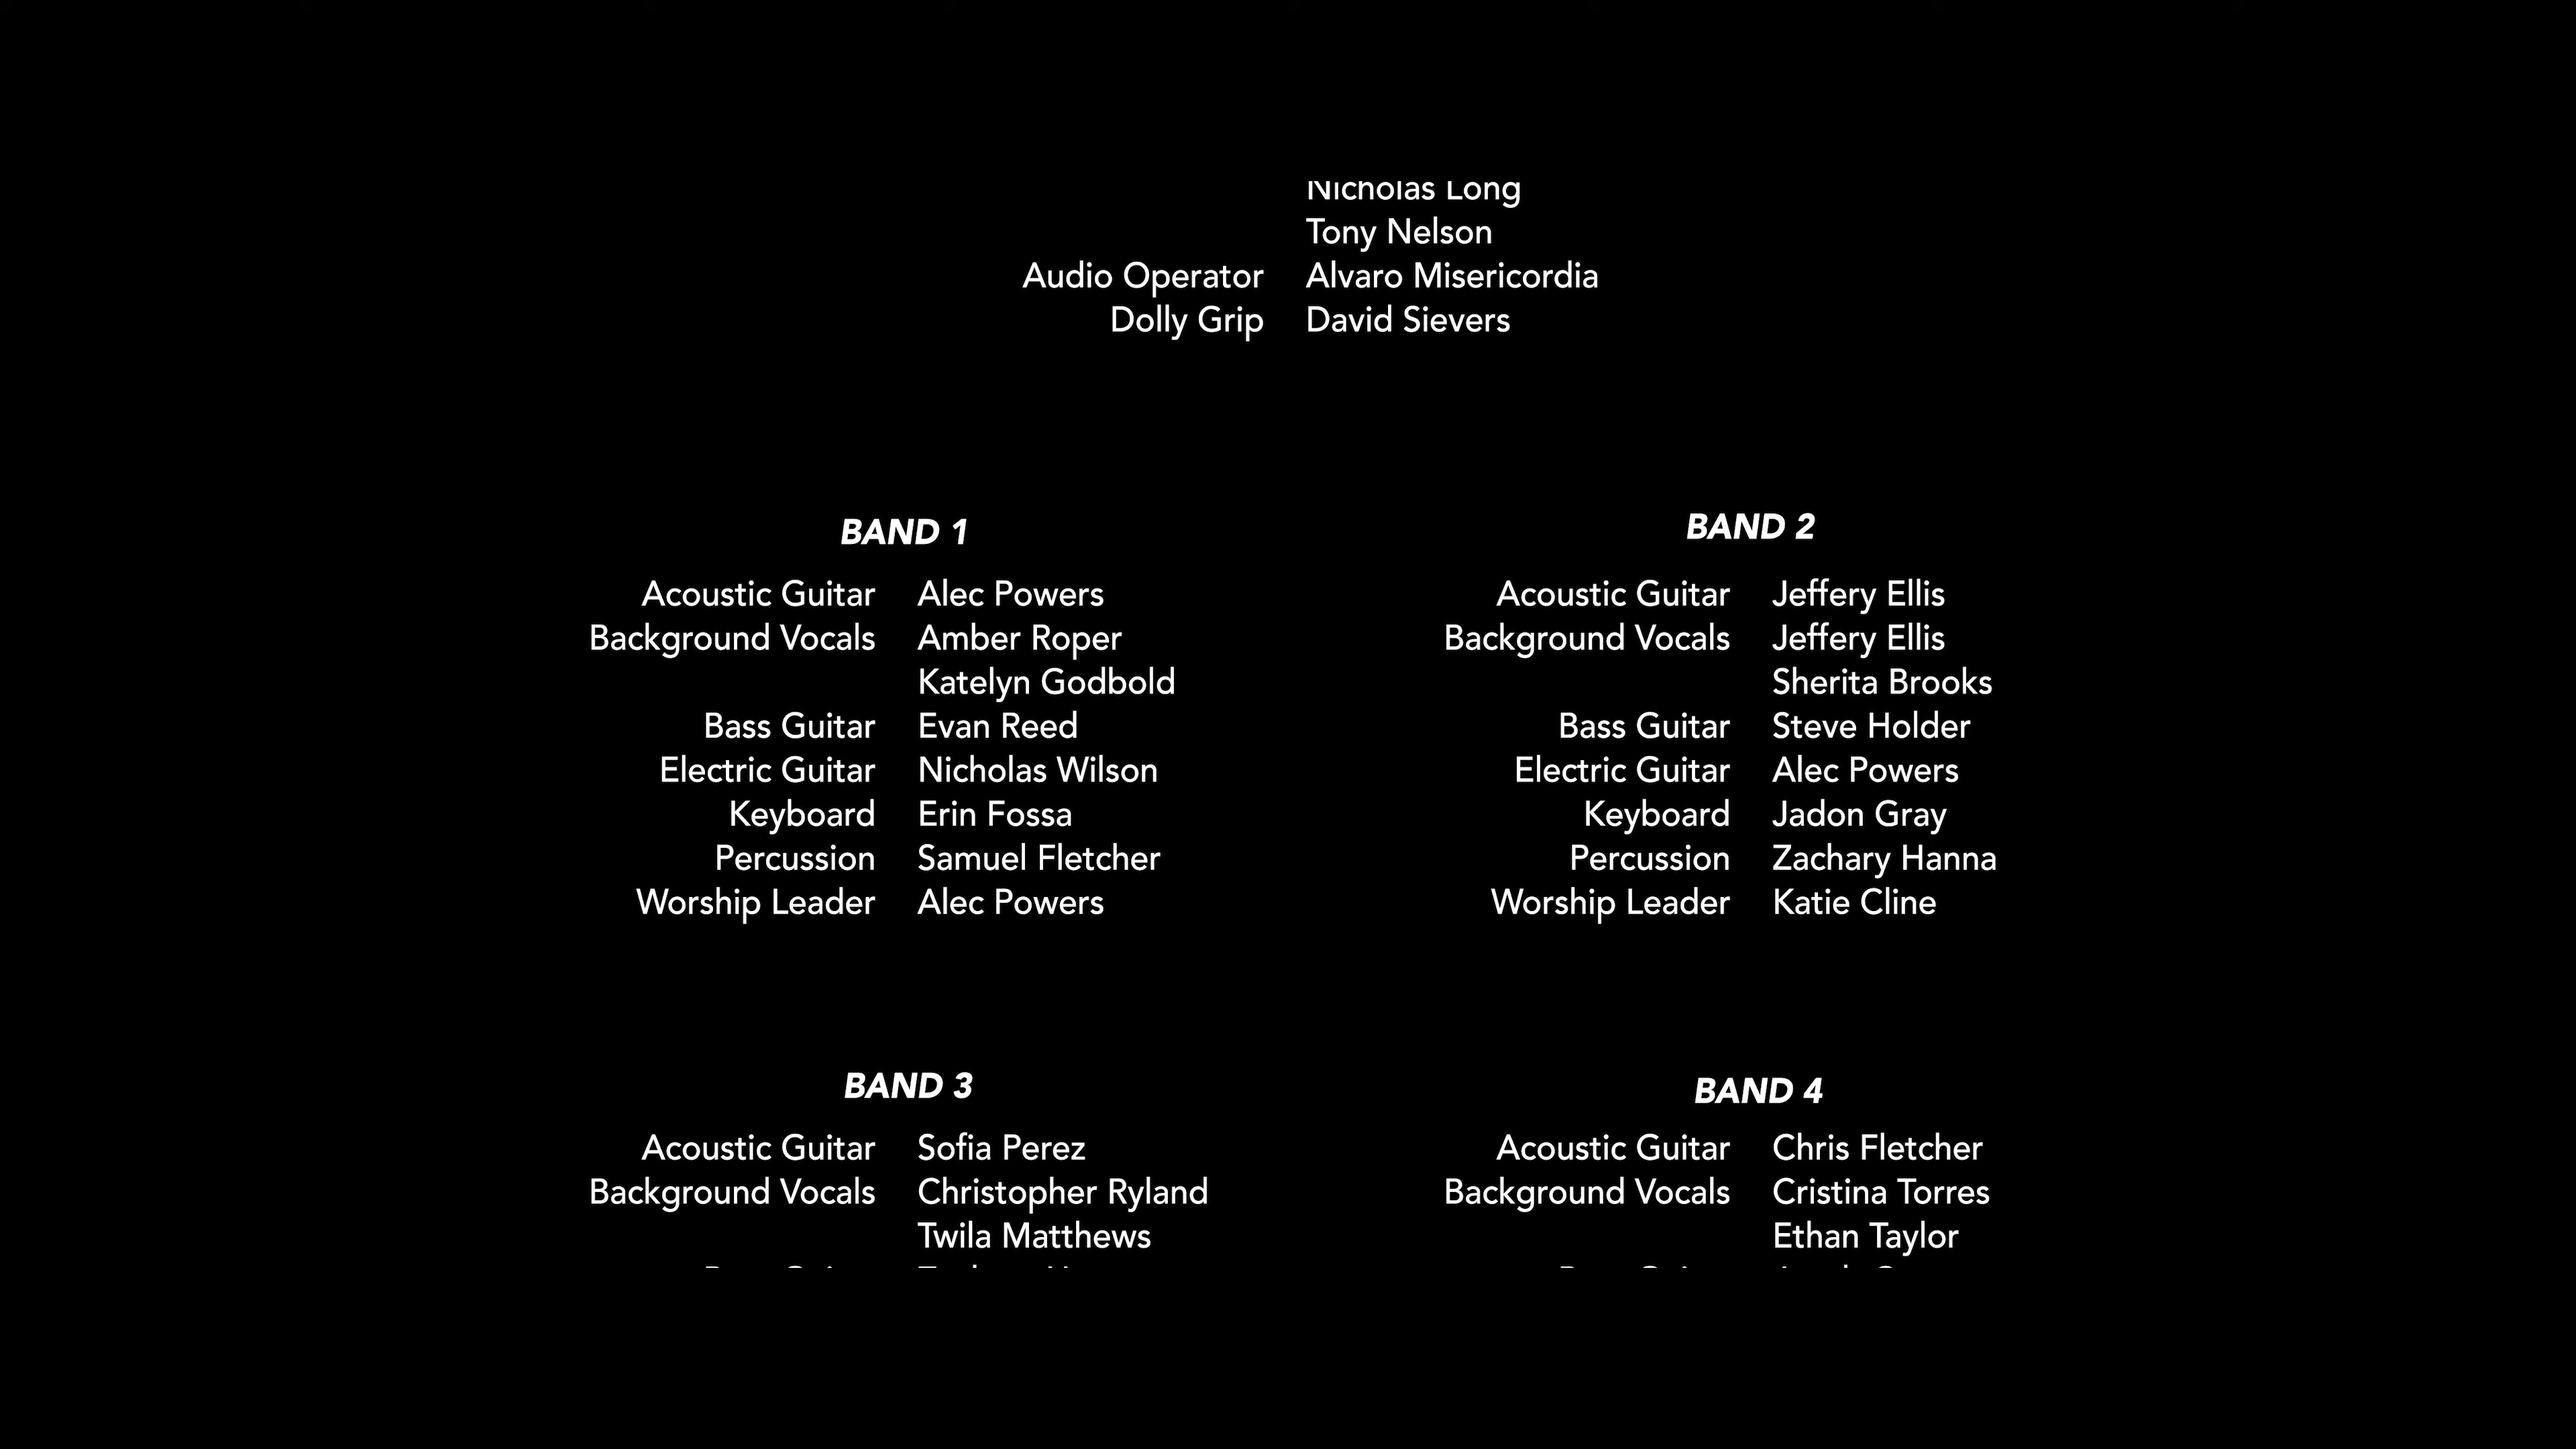 Nicholas Long
Tony Nelson
Audio Operator Alvaro Misericordia
Dolly Grip David Sievers
BAND 1
Acoustic Guitar Alec Powers
Background Vocals Amber Roper
Katelyn Godbold
Bass Guitar Evan Reed
Electric Guitar Nicholas Wilson
Keyboard Erin Fossa
Percussion Samuel Fletcher
Worship Leader Alec Powers
BAND 2
Acoustic Guitar Jeffery Ellis
Background Vocals Jeffery Ellis
Sherita Brooks
Bass Guitar Steve Holder
Electric Guitar Alec Powers
Keyboard Jadon Gray
Percussion Zachary Hanna
Worship Leader Katie Cline
BAND 3
Acoustic Guitar Sofia Perez
Background Vocals Christopher Ryland
Twila Matthews
BAND 4
Acoustic Guitar Chris Fletcher
Background Vocals Cristina Torres
Ethan Taylor